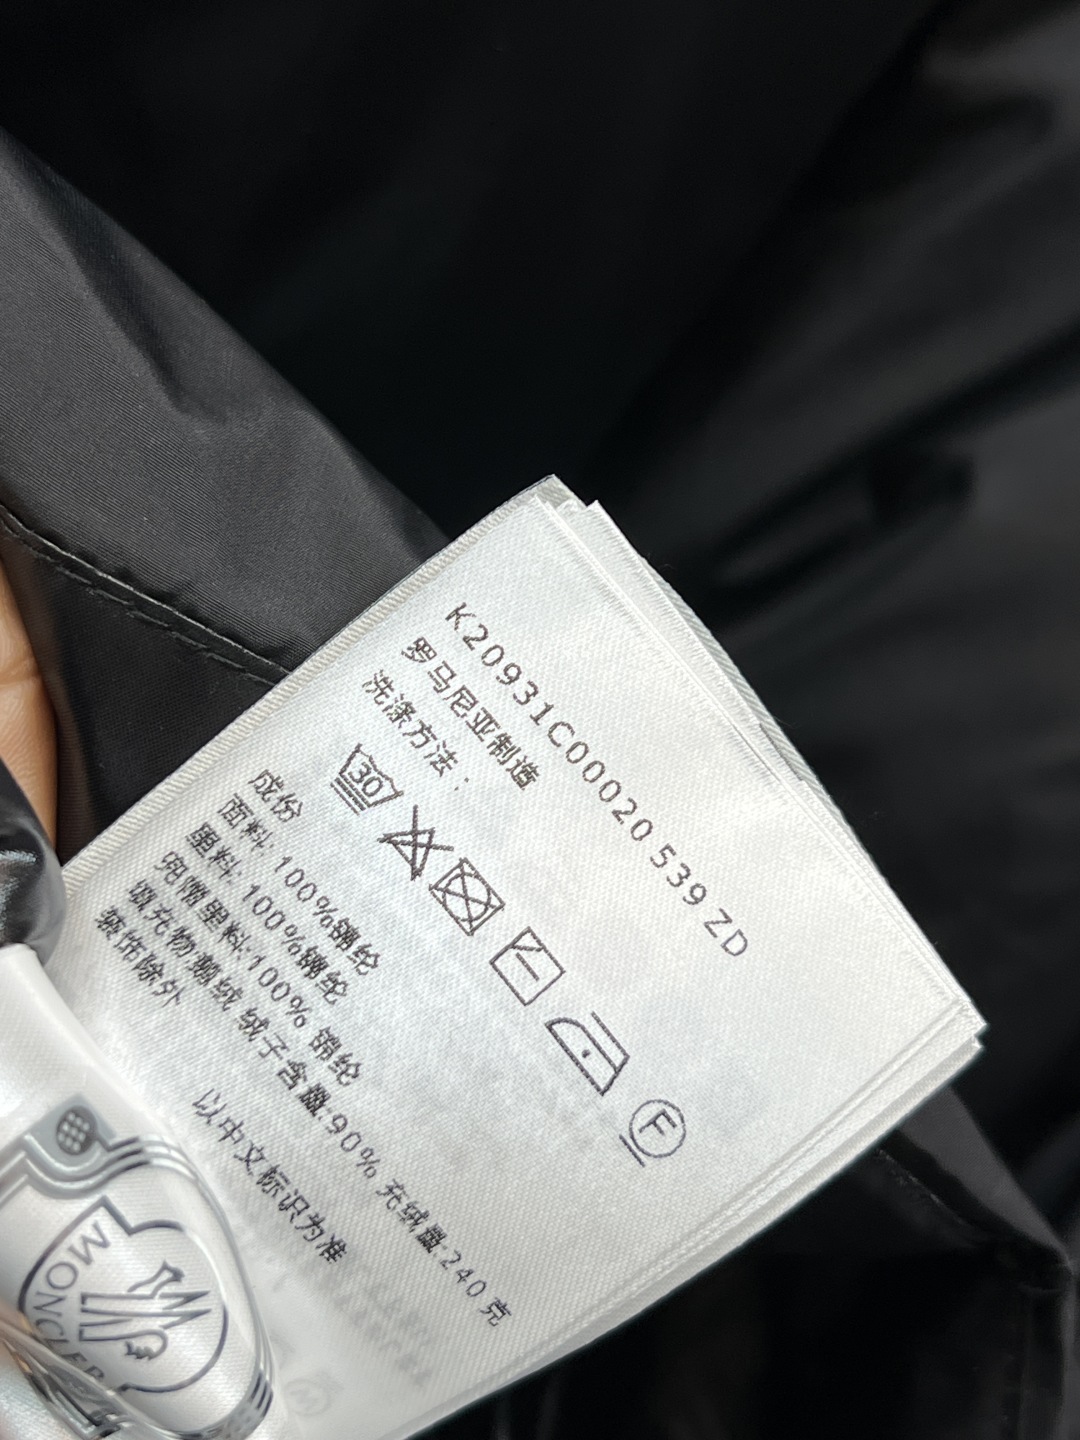 K20931C00020 539ZD
罗马尼亚制造
洗涤方法：
30
F
成份
面料: 100%锦纶
里料: 100%锦纶
兜帽里料:100% 锦纶
填充物 鹅绒 绒子含量:90% 充绒量:240克
装饰除外
以中文标识为准
MONCLER